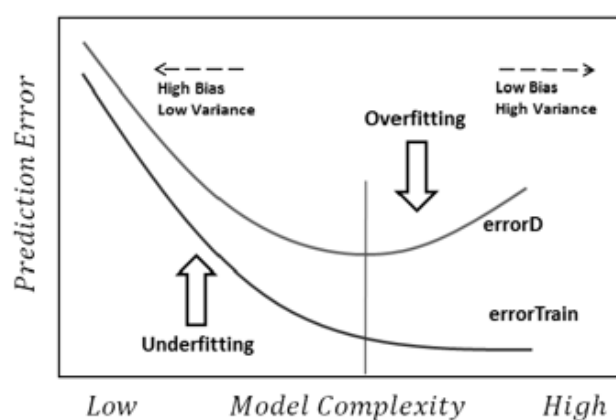 High Bias
Low Variance
Low Bias
High Variance
Overfitting
errorD
Prediction Error
errorTrain
Underfitting
Low Model Complexity High